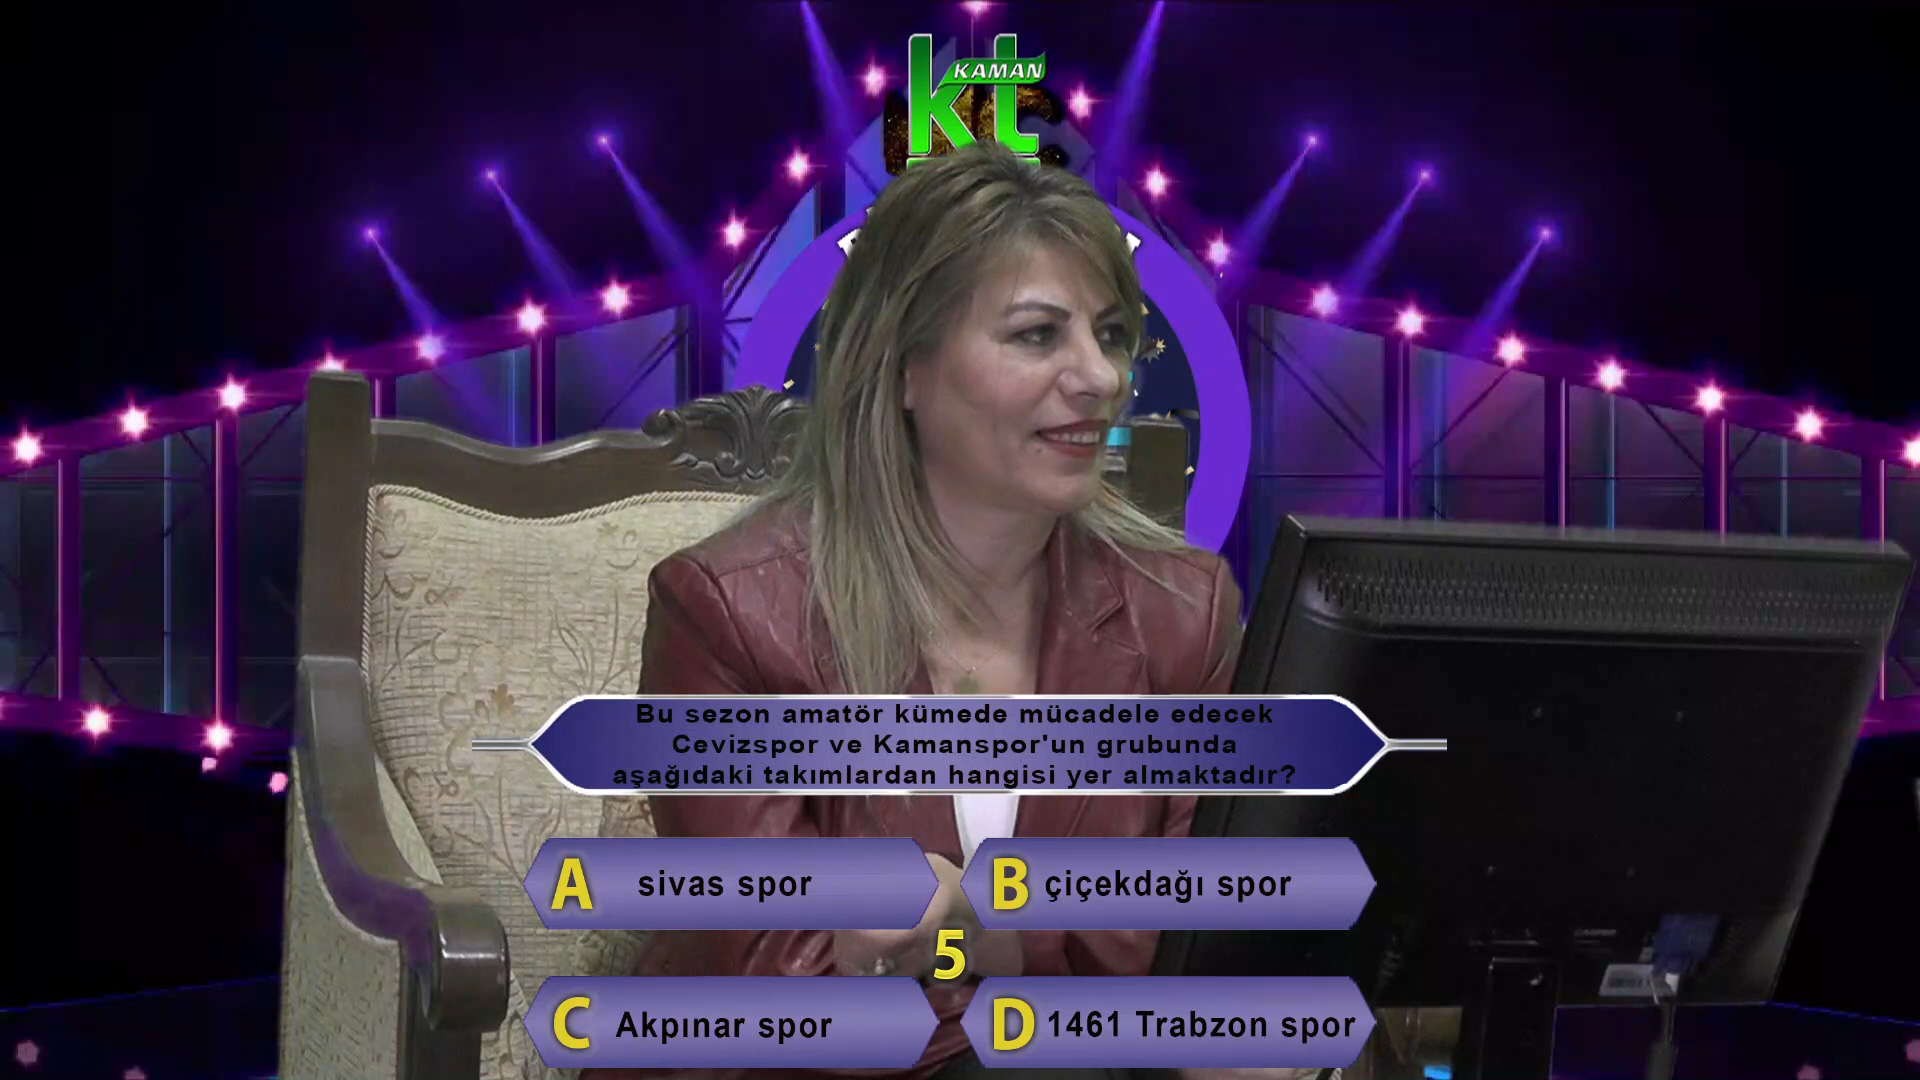 KAMAN
kt
Bu sezon amatör kümede mücadele edecek
Cevizspor ve Kamanspor'un grubunda
aşağıdaki takımlardan hangisi yer almaktadır?
A sivas spor
B çiçekdağı spor
5
C Akpınar spor
D 1461 Trabzon spor